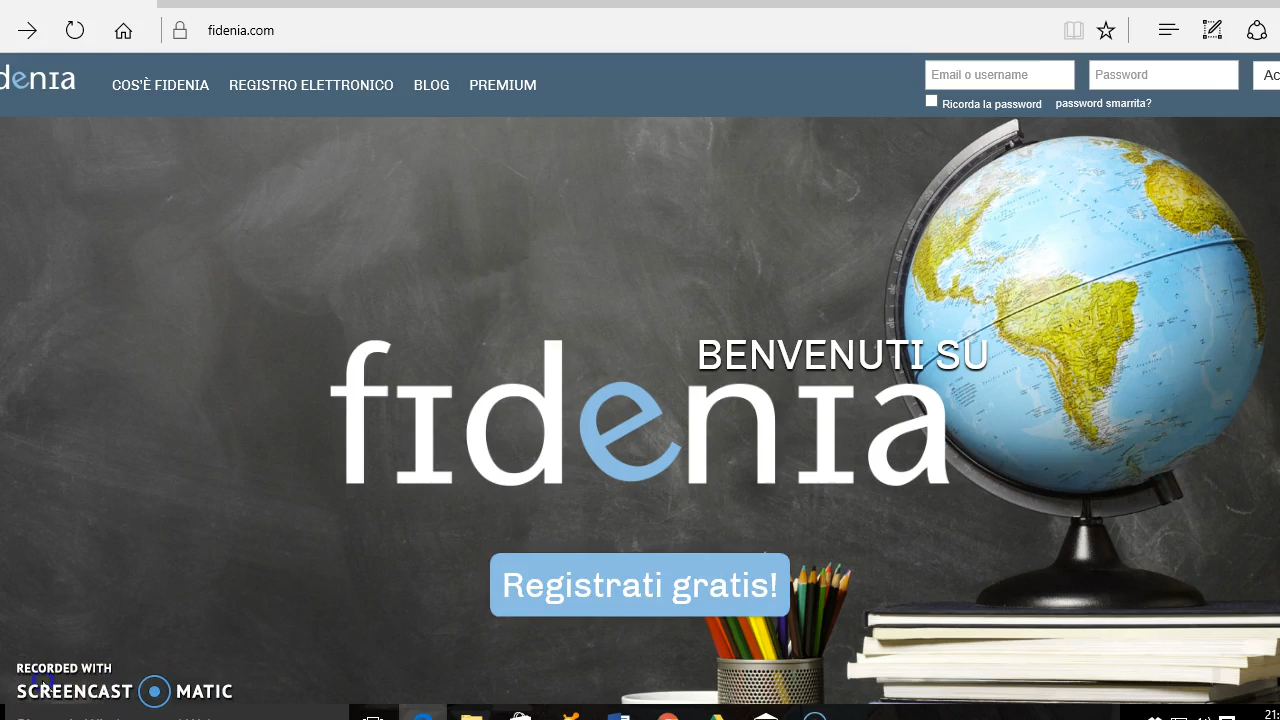 fidenia.com
denia
COS'È FIDENIA REGISTRO ELETTRONICO BLOG PREMIUM
Email o username Password Ac
Ricorda la password password smarrita?
BENVENUTI SU
fidenia
Registrati gratis!
RECORDED WITH
SCREENCAST MATIC
21: